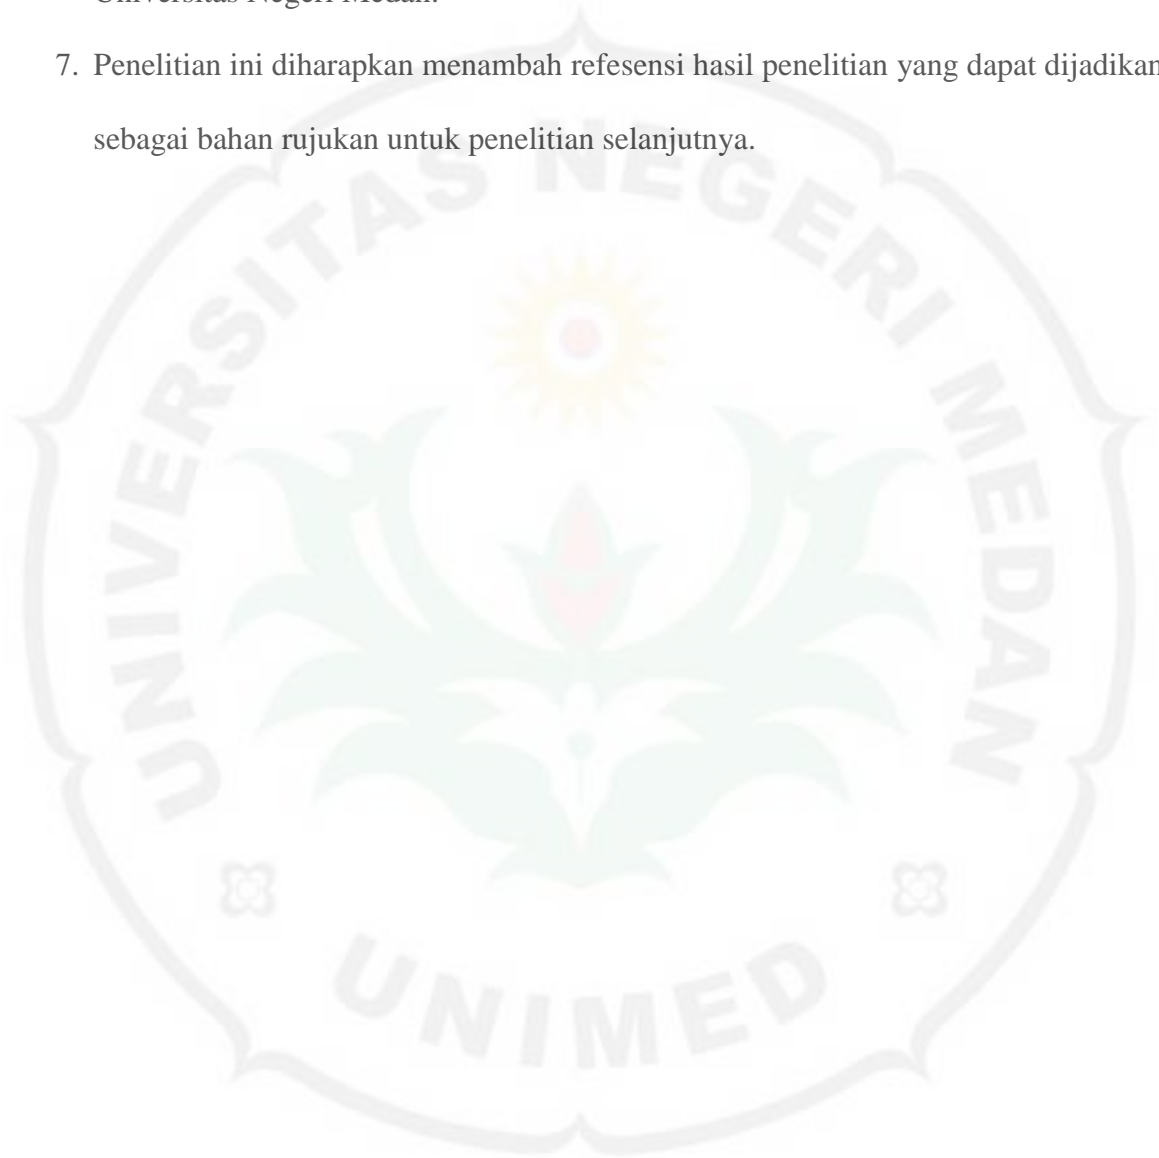 Universitas Negeri Medan.
7. Penelitian ini diharapkan menambah refesensi hasil penelitian yang dapat dijadikan
sebagai bahan rujukan untuk penelitian selanjutnya.
UNIVERSITAS NEGERI MEDAN
UNIMED